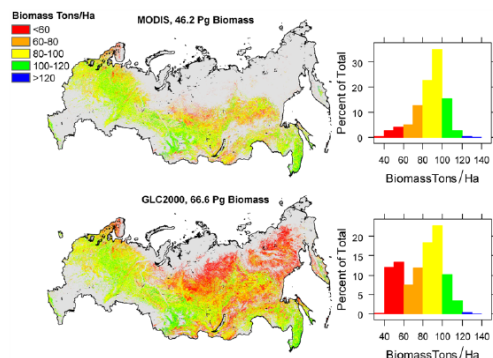 Biomass Tons/Ha
<60
60-80
80-100
100-120
>120
MODIS, 46.2 Pg Biomass
Percent of Total
30
20
10
0
40 60 80 100 120 140
BiomassTons/Ha
GLC2000, 66.6 Pg Biomass
Percent of Total
20
15
10
5
0
40 60 80 100 120 140
BiomassTons/Ha